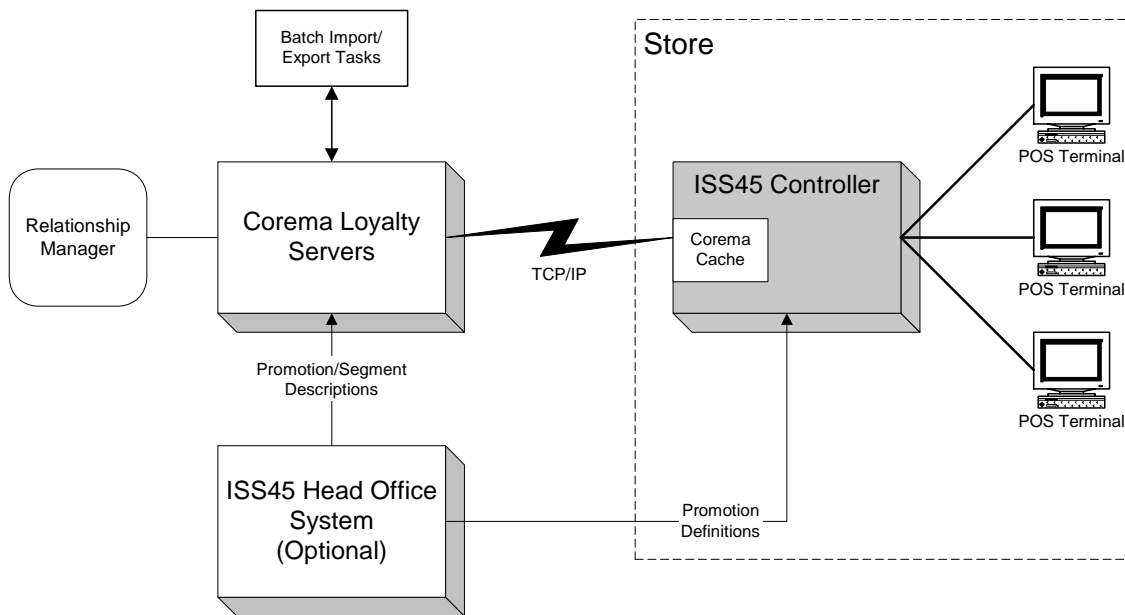 Batch Import/
Export Tasks
Store
POS Terminal
ISS45 Controller
Corema Loyalty
Servers
Relationship
Manager
Corema
Cache
TCP/IP
POS Terminal
Promotion/Segment
Descriptions
POS Terminal
ISS45 Head Office
System
(Optional)
Promotion
Definitions